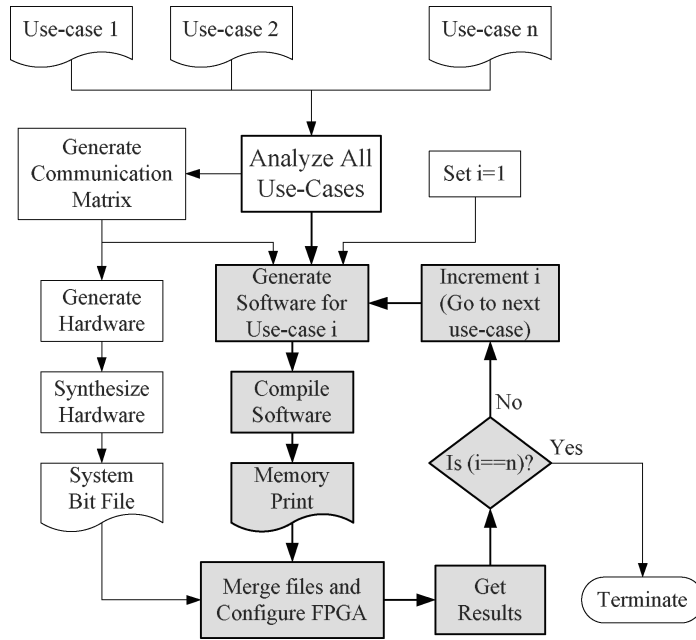 Use-case 1
Use-case 2
Use-case n
Generate
Communication
Matrix
Analyze All
Use-Cases
Set i=1
Generate
Hardware
Generate
Software for
Use-case i
Increment i
(Go to next
use-case)
Synthesize
Hardware
Compile
Software
No
System
Bit File
Memory
Print
Is (i==n)?
Yes
Merge files and
Configure FPGA
Get
Results
Terminate